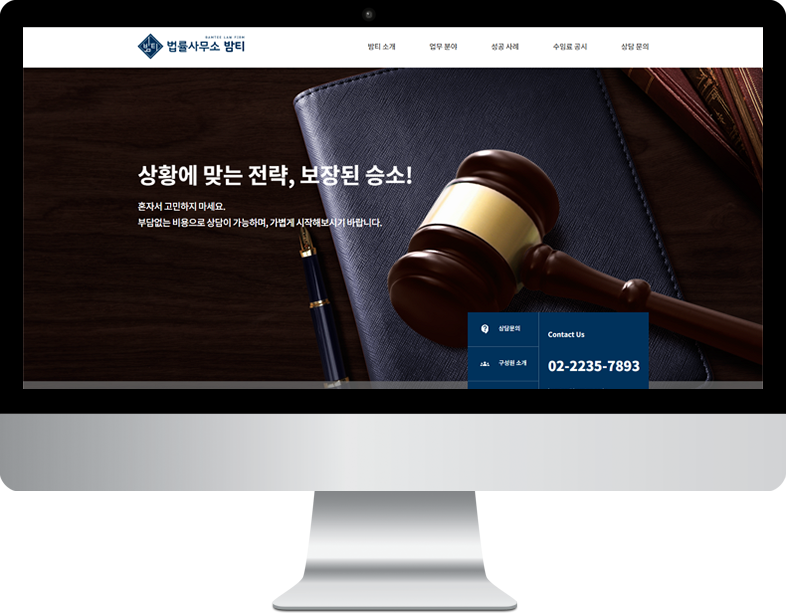 BAMTEE LAW FIRM
밤티
법률사무소 밤티
밤티 소개
업무 분야
성공 사례
수임료 공시
상담 문의
상황에 맞는 전략, 보장된 승소!
혼자서 고민하지 마세요.
부담없는 비용으로 상담이 가능하며, 가볍게 시작해보시기 바랍니다.
상담문의
구성원 소개
Contact Us
02-2235-7893